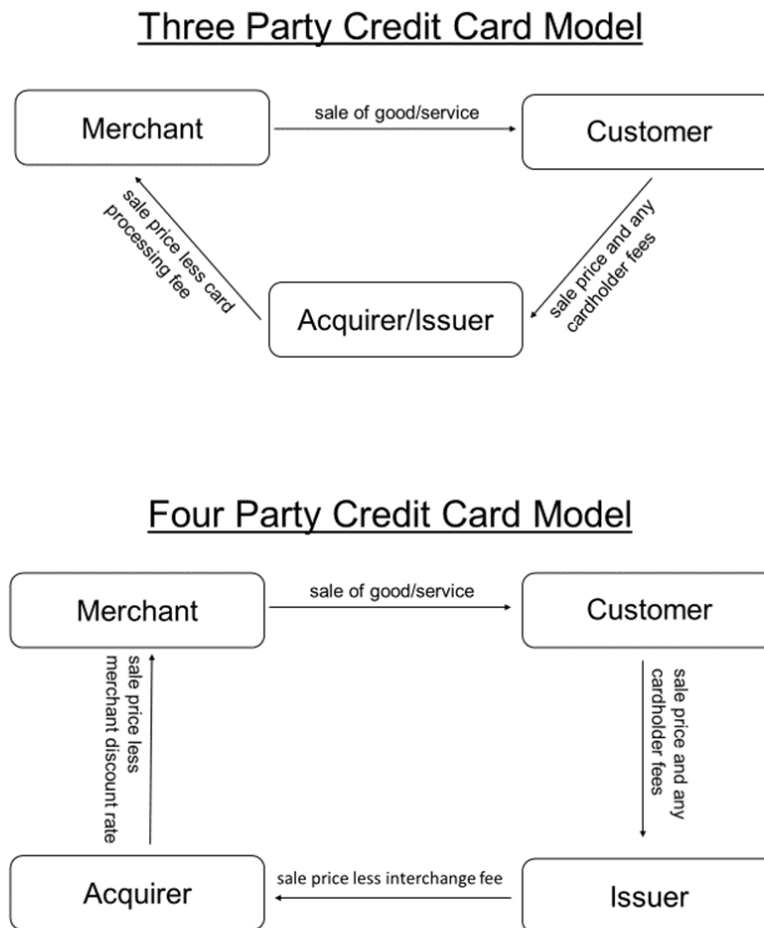 Three Party Credit Card Model
Merchant
sale of good/service
Customer
sale price less card
processing fee
sale price and any
cardholder fees
Acquirer/Issuer
Four Party Credit Card Model
Merchant
sale of good/service
Customer
sale price less
merchant discount rate
sale price and any
cardholder fees
Acquirer
sale price less interchange fee
Issuer